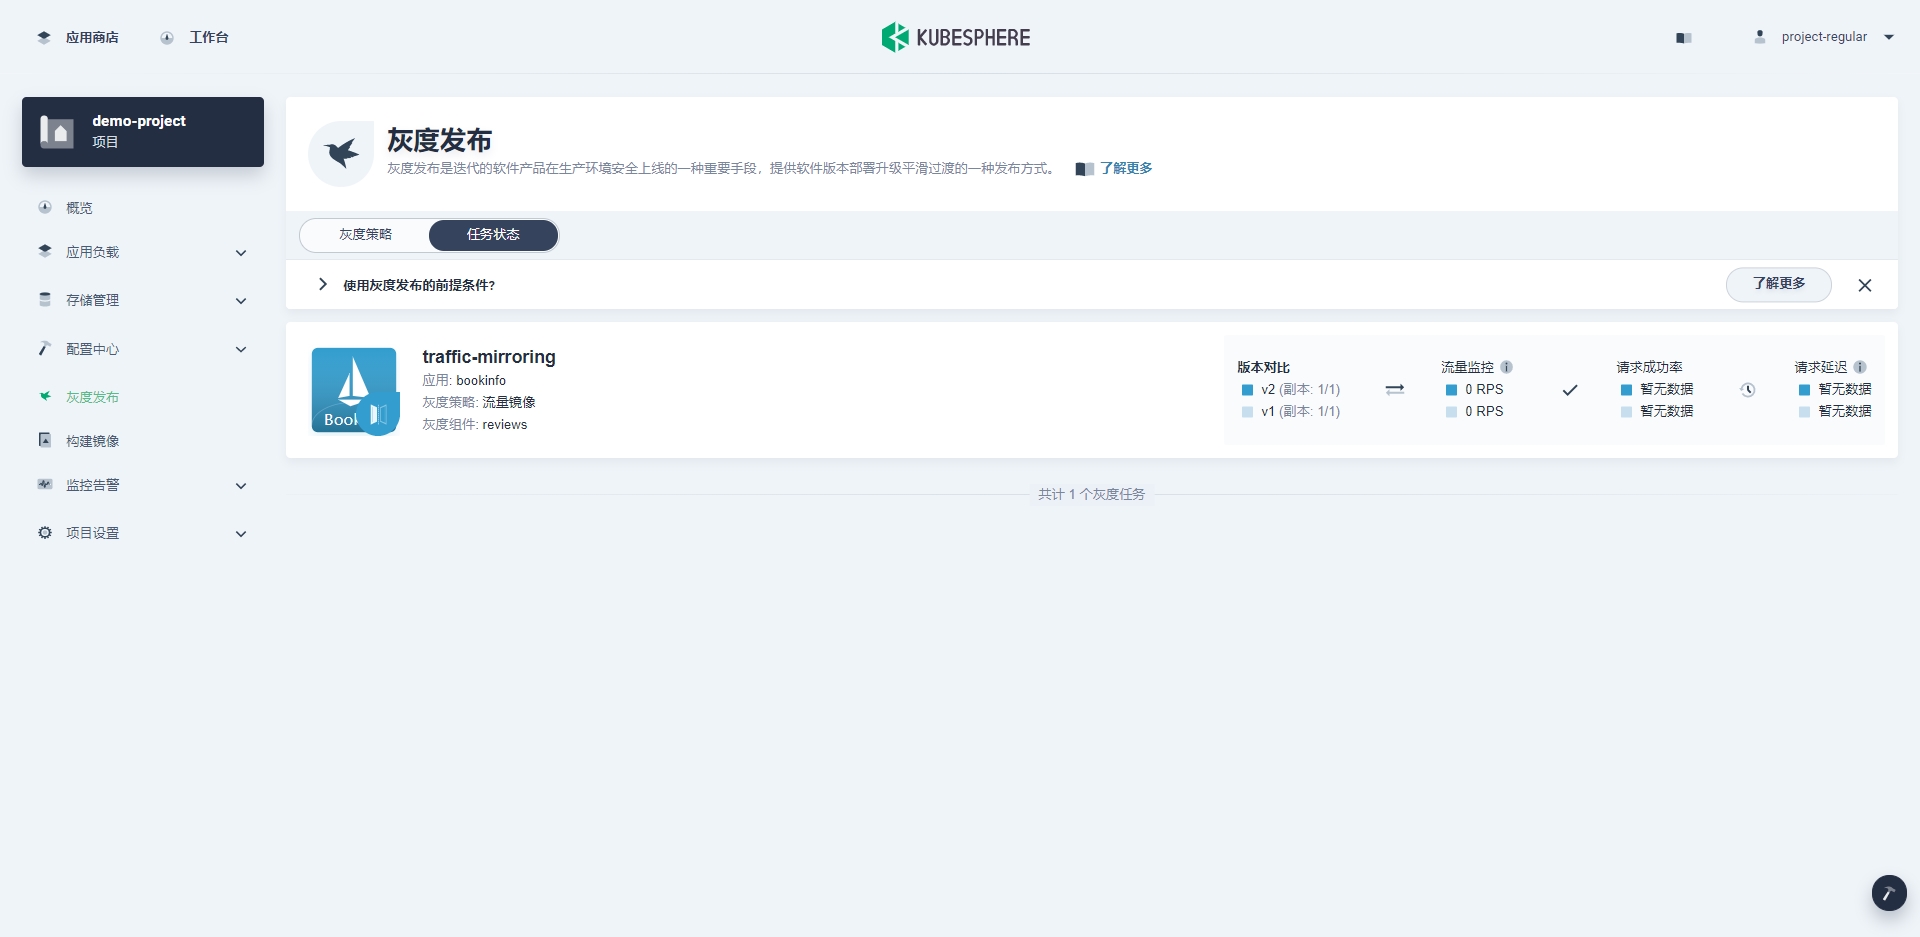 应用商店
工作台
KUBESPHERE
project-regular
demo-project
项目
概览
应用负载
存储管理
配置中心
灰度发布
构建镜像
监控告警
项目设置
灰度发布
灰度发布是迭代的软件产品在生产环境安全上线的一种重要手段，提供软件版本部署升级平滑过渡的一种发布方式。 了解更多
灰度策略
任务状态
使用灰度发布的前提条件?
了解更多
traffic-mirroring
应用: bookinfo
灰度策略: 流量镜像
灰度组件: reviews
Book
版本对比
v2 (副本: 1/1)
v1 (副本: 1/1)
流量监控
0 RPS
0 RPS
请求成功率
暂无数据
暂无数据
请求延迟
暂无数据
暂无数据
共计 1 个灰度任务